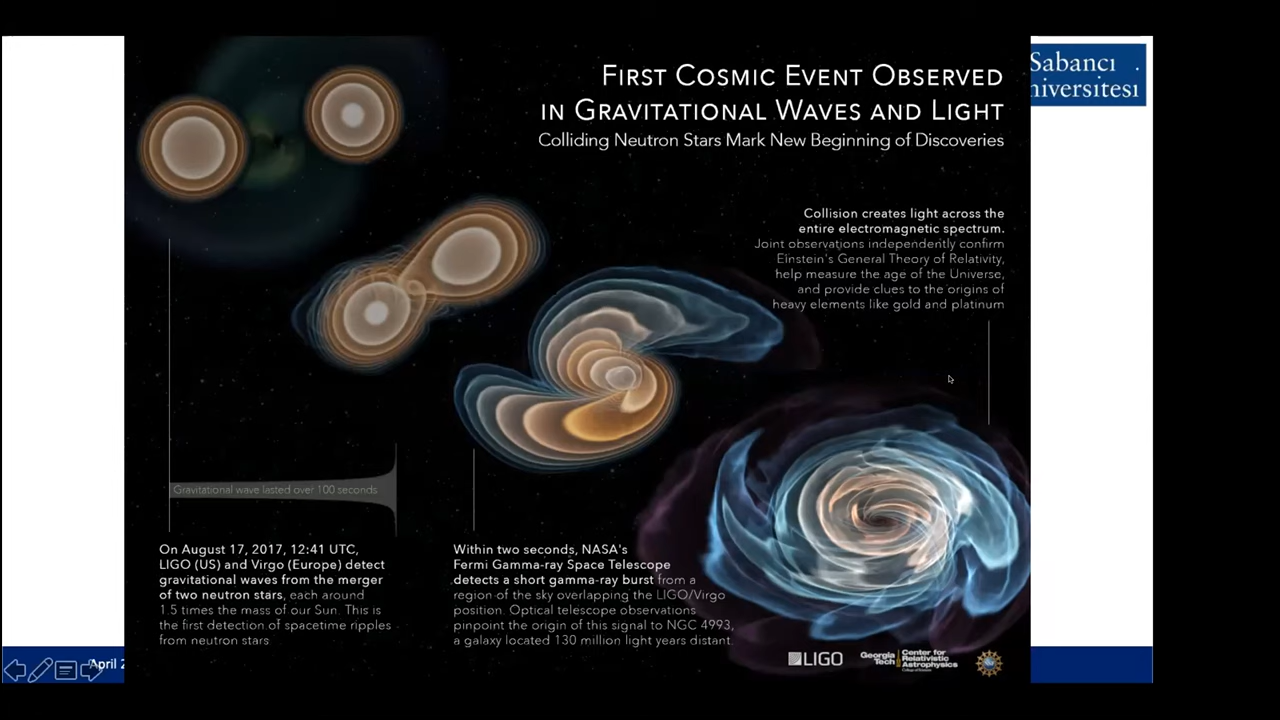 FIRST COSMIC EVENT OBSERVED
IN GRAVITATIONAL WAVES AND LIGHT
Colliding Neutron Stars Mark New Beginning of Discoveries
Sabancı
niversitesi
Collision creates light across the
entire electromagnetic spectrum.
Joint observations independently confirm
Einstein's General Theory of Relativity,
help measure the age of the Universe,
and provide clues to the origins of
heavy elements like gold and platinum
Gravitational wave lasted over 100 seconds
On August 17, 2017, 12:41 UTC,
LIGO (US) and Virgo (Europe) detect
gravitational waves from the merger
of two neutron stars, each around
1.5 times the mass of our Sun. This is
the first detection of spacetime ripples
from neutron stars
Within two seconds, NASA's
Fermi Gamma-ray Space Telescope
detects a short gamma-ray burst from a
region of the sky overlapping the LIGO/Virgo
position. Optical telescope observations
pinpoint the origin of this signal to NGC 4993,
a galaxy located 130 million light years distant.
April 2
LIGO
Georgia
Tech
Center for
Relativistic
Astrophysics
College of Sciences